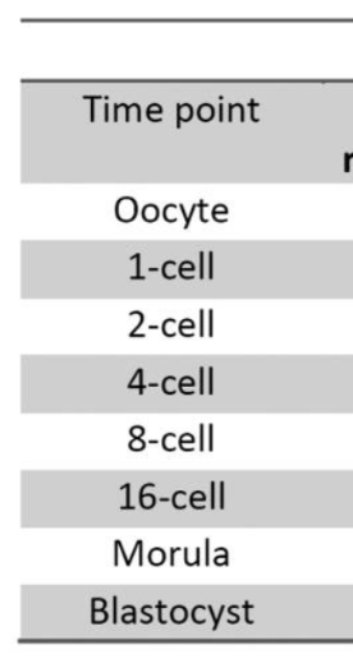 Time point
Oocyte
1-cell
2-cell
4-cell
8-cell
16-cell
Morula
Blastocyst